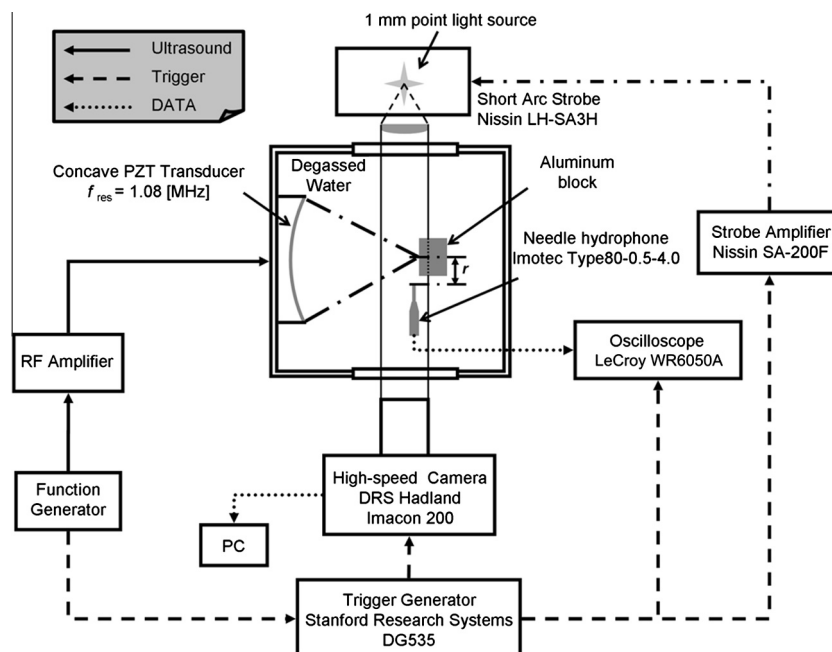 1 mm point light source
Ultrasound
Trigger
DATA
Short Arc Strobe
Nissin LH-SA3H
Concave PZT Transducer
f res = 1.08 [MHz]
Degassed
Water
Aluminum
block
Needle hydrophone
Imotec Type80-0.5-4.0
r
Strobe Amplifier
Nissin SA-200F
RF Amplifier
Oscilloscope
LeCroy WR6050A
Function
Generator
High-speed Camera
DRS Hadland
Imacon 200
PC
Trigger Generator
Stanford Research Systems
DG535